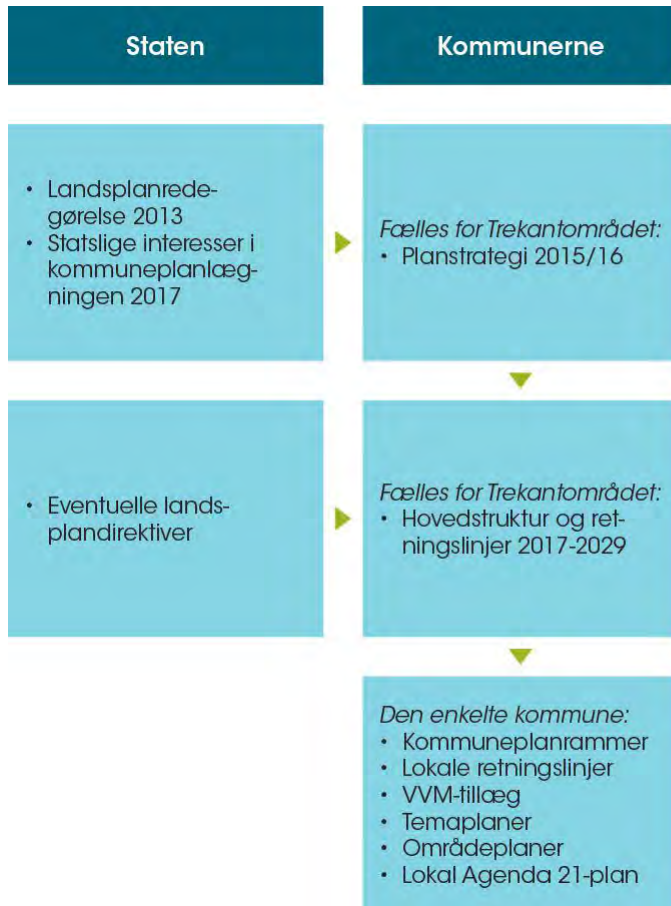 Staten
Kommunerne
• Landsplanrede-
gørelse 2013
• Statslige interesser i
kommuneplanlæg-
ningen 2017
Fælles for Trekantområdet:
• Planstrategi 2015/16
• Eventuelle lands-
plandirektiver
Fælles for Trekantområdet:
• Hovedstruktur og ret-
ningslinjer 2017-2029
Den enkelte kommune:
• Kommuneplanrammer
• Lokale retningslinjer
• VVM-tillæg
• Temaplaner
• Områdeplaner
• Lokal Agenda 21-plan